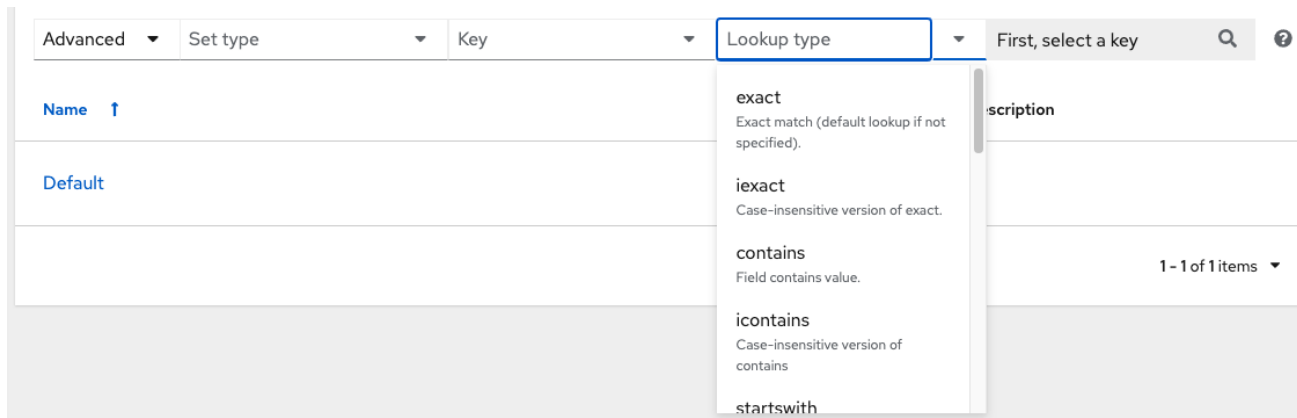 Advanced Set type Key Lookup type First, select a key
Name
exact
Exact match (default lookup if not
specified).
Default
iexact
Case-insensitive version of exact.
contains
Field contains value.
1 - 1 of 1 items
icontains
Case-insensitive version of
contains
startswith